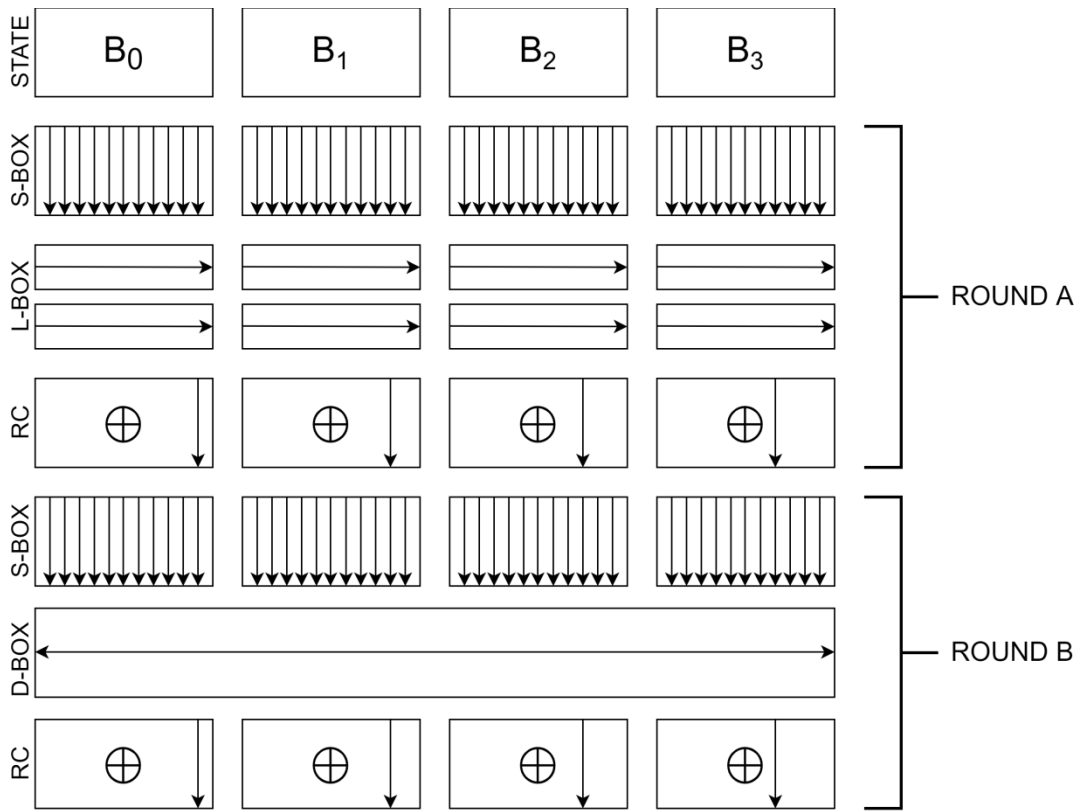 STATE
B₀
B₁
B₂
B₃
S-BOX
L-BOX
ROUND A
RC
S-BOX
D-BOX
ROUND B
RC